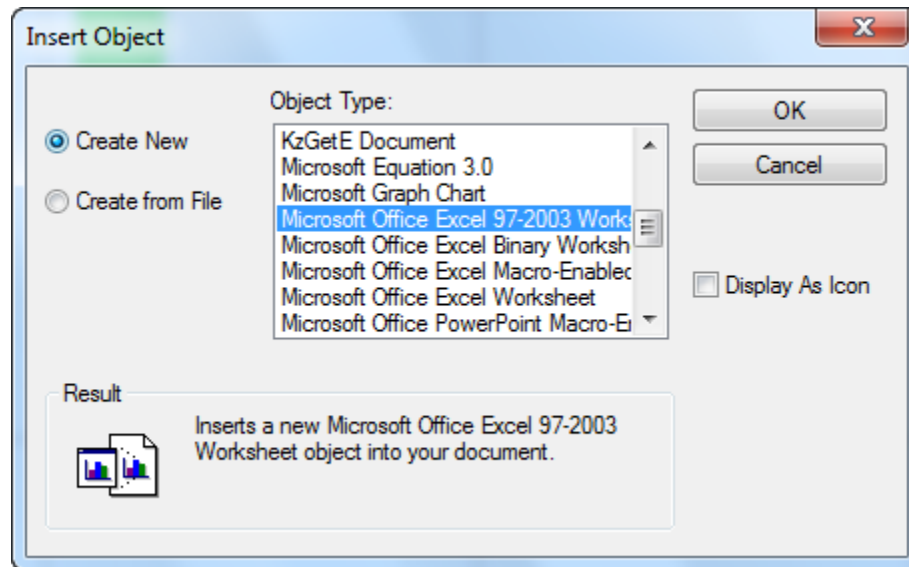 Insert Object
Object Type:
Create New
Create from File
KzGetE Document
Microsoft Equation 3.0
Microsoft Graph Chart
Microsoft Office Excel 97-2003 Works
Microsoft Office Excel Binary Worksh
Microsoft Office Excel Macro-Enabled
Microsoft Office Excel Worksheet
Microsoft Office PowerPoint Macro-En
OK
Cancel
Display As Icon
Result
Inserts a new Microsoft Office Excel 97-2003
Worksheet object into your document.